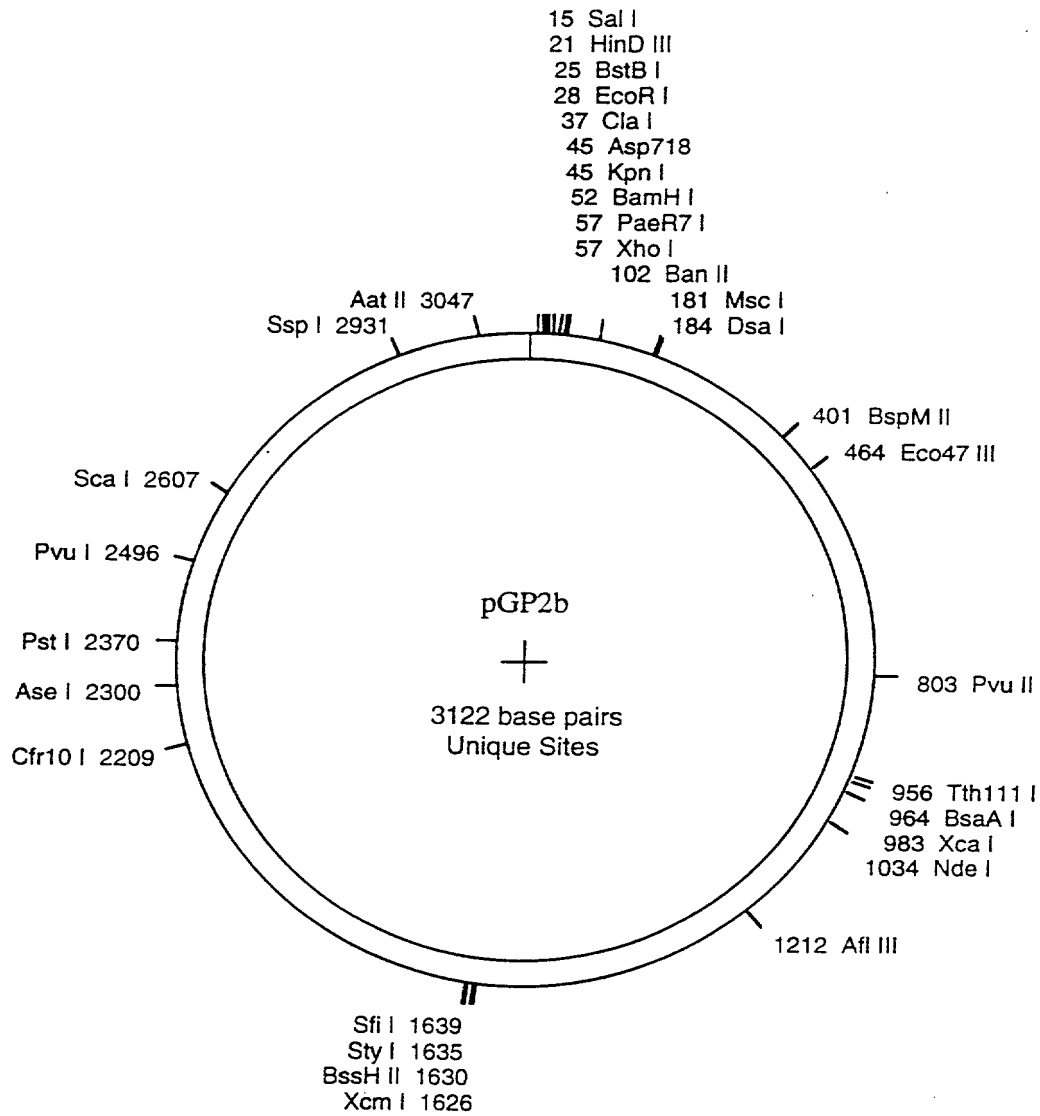 15 Sal I
21 HinD III
25 BstB I
28 EcoR I
37 Cla I
45 Asp718
45 Kpn I
52 BamH I
57 PaeR7 I
57 Xho I
102 Ban II
181 Msc I
184 Dsa I
Aat II 3047
Ssp I 2931
401 BspM II
464 Eco47 III
Sca I 2607
Pvu I 2496
Pst I 2370
Ase I 2300
Cfr10 I 2209
pGP2b
3122 base pairs
Unique Sites
803 Pvu II
956 Tth111 I
964 BsaA I
983 Xca I
1034 Nde I
1212 Afl III
Sfi I 1639
Sty I 1635
BssH II 1630
Xcm I 1626